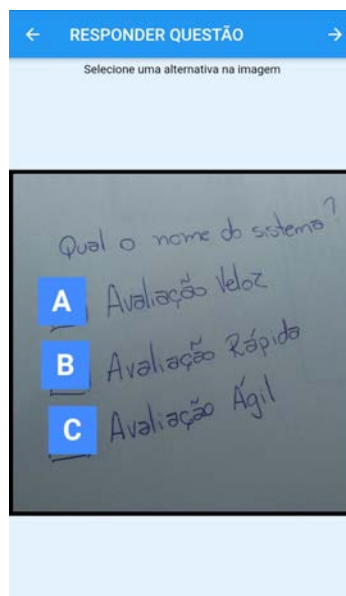 RESPONDER QUESTÃO
Selecione uma alternativa na imagem
Qual o nome do sistema?
A Avaliação Veloz
B Avaliação Rápida
C Avaliação Ágil